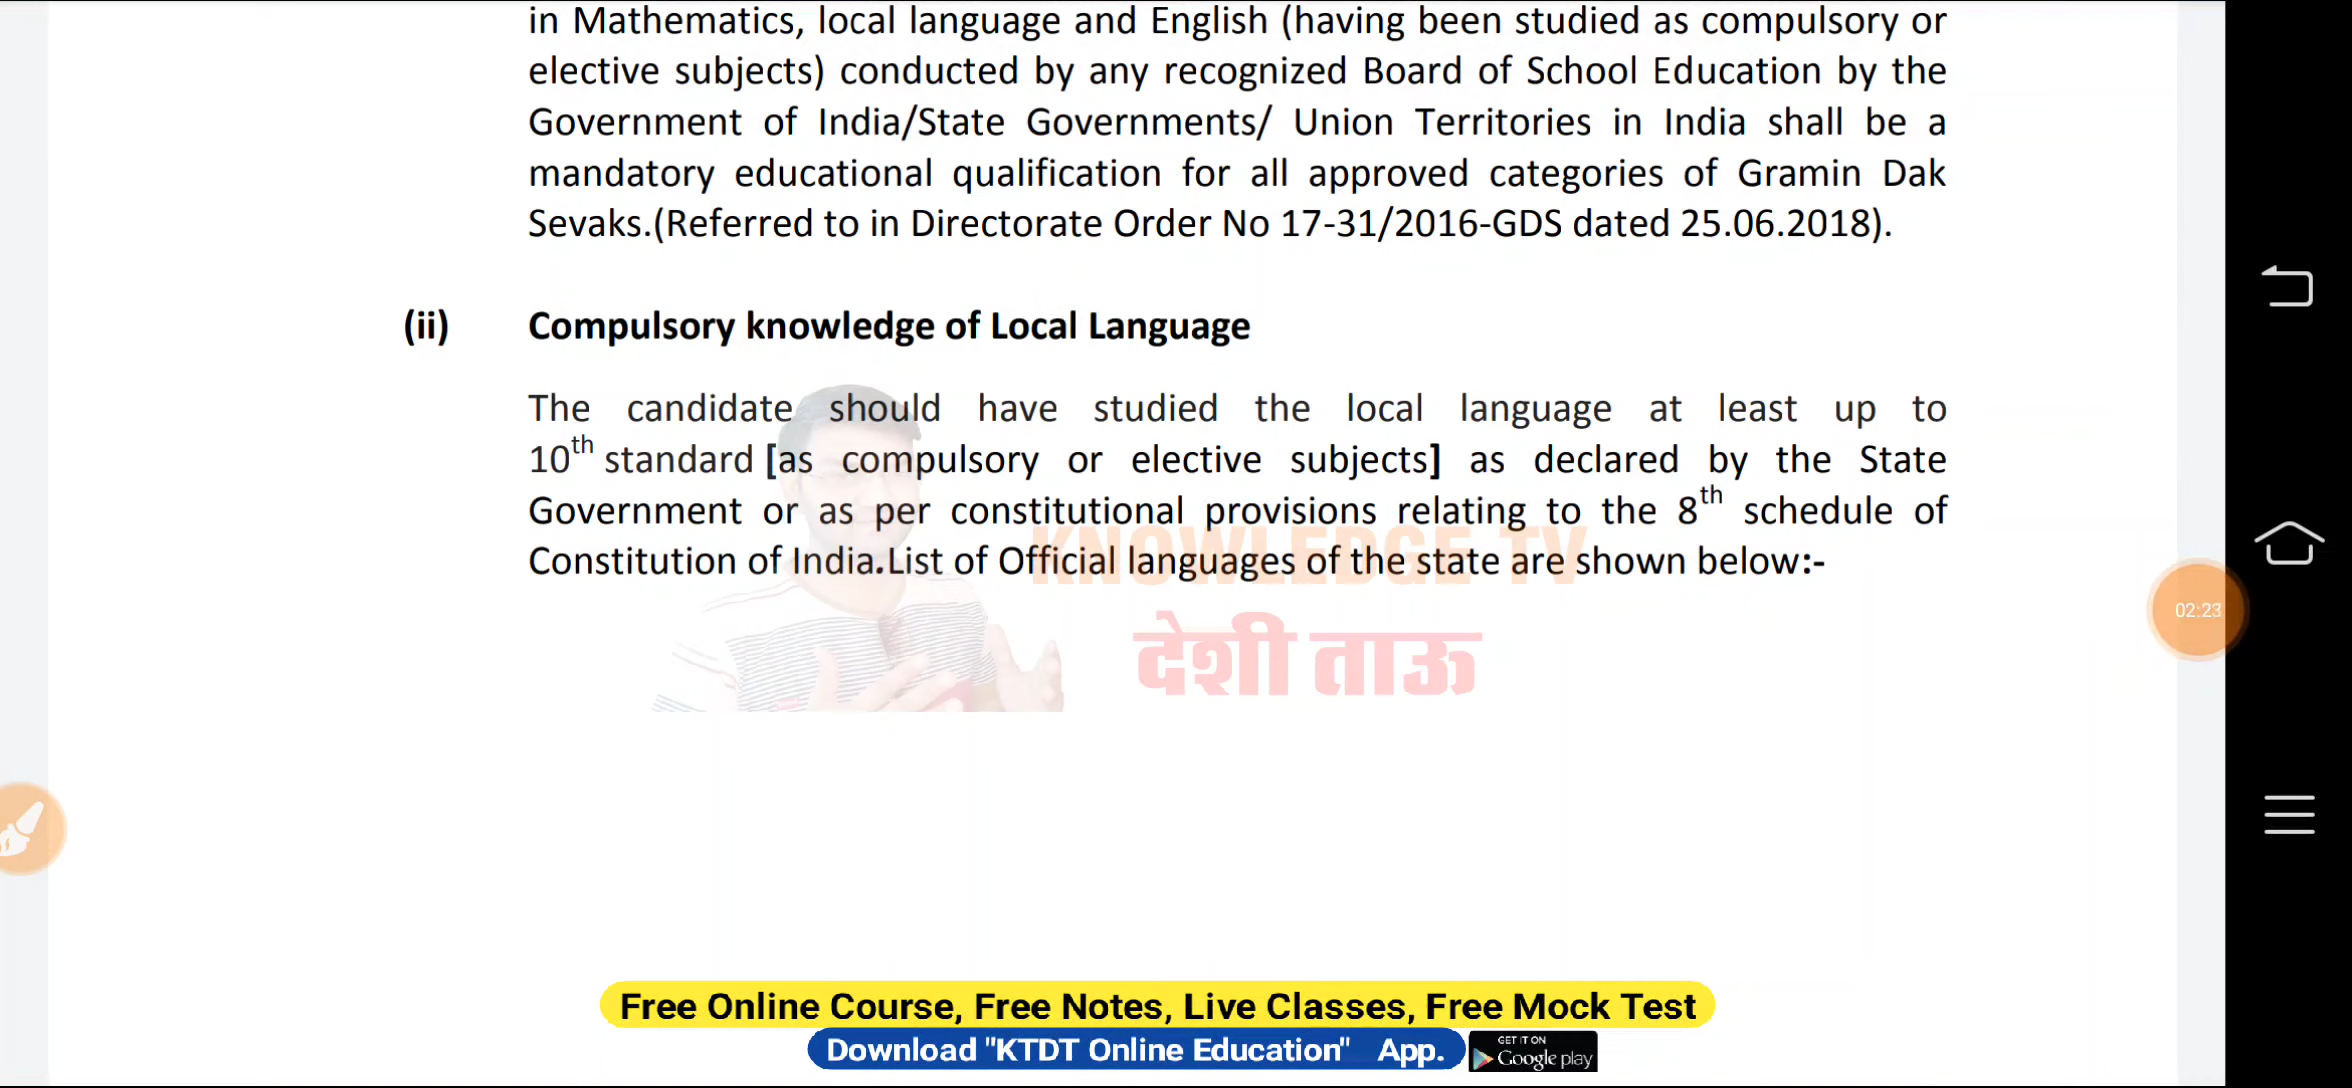 in Mathematics, local language and English (having been studied as compulsory or
elective subjects) conducted by any recognized Board of School Education by the
Government of India/State Governments/ Union Territories in India shall be a
mandatory educational qualification for all approved categories of Gramin Dak
Sevaks.(Referred to in Directorate Order No 17-31/2016-GDS dated 25.06.2018).
(ii) Compulsory knowledge of Local Language
The candidate should have studied the local language at least up to
10th standard [as compulsory or elective subjects] as declared by the State
Government or as per constitutional provisions relating to the 8th schedule of
Constitution of India.List of Official languages of the state are shown below:-
KNOWLEDGE TV
देशी ताऊ
02:23
Free Online Course, Free Notes, Live Classes, Free Mock Test
Download "KTDT Online Education" App.
GET IT ON
Google play